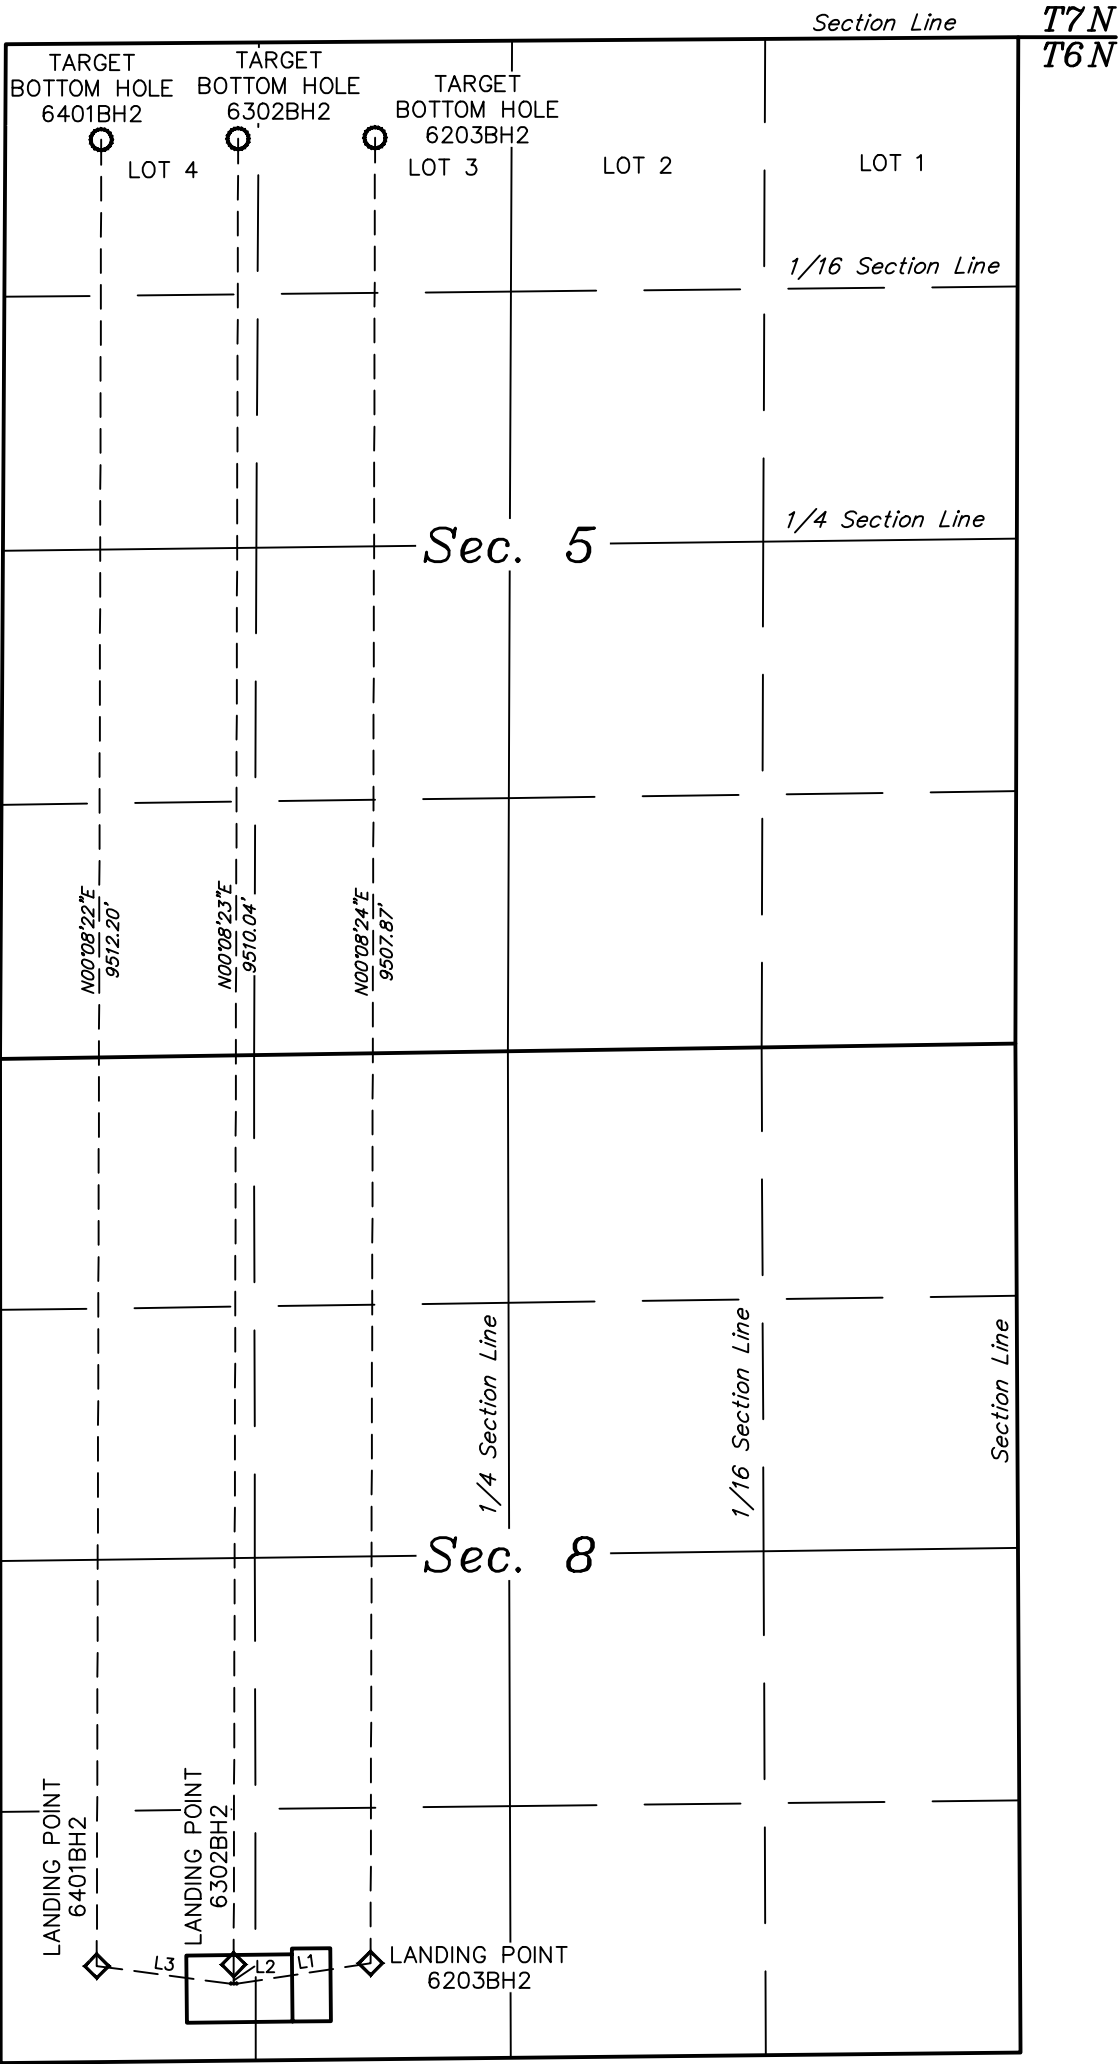 Section Line
T7N
T6N
TARGET
BOTTOM HOLE
6401BH2
TARGET
BOTTOM HOLE
6302BH2
TARGET
BOTTOM HOLE
6203BH2
LOT 4
LOT 3
LOT 2
LOT 1
1/16 Section Line
1/4 Section Line
Sec. 5
N00°08'22"E
9512.20'
N00°08'23"E
9510.04'
N00°08'24"E
9507.87'
1/4 Section Line
1/16 Section Line
Section Line
Sec. 8
LANDING POINT
6401BH2
LANDING POINT
6302BH2
L3
L2
L1
LANDING POINT
6203BH2